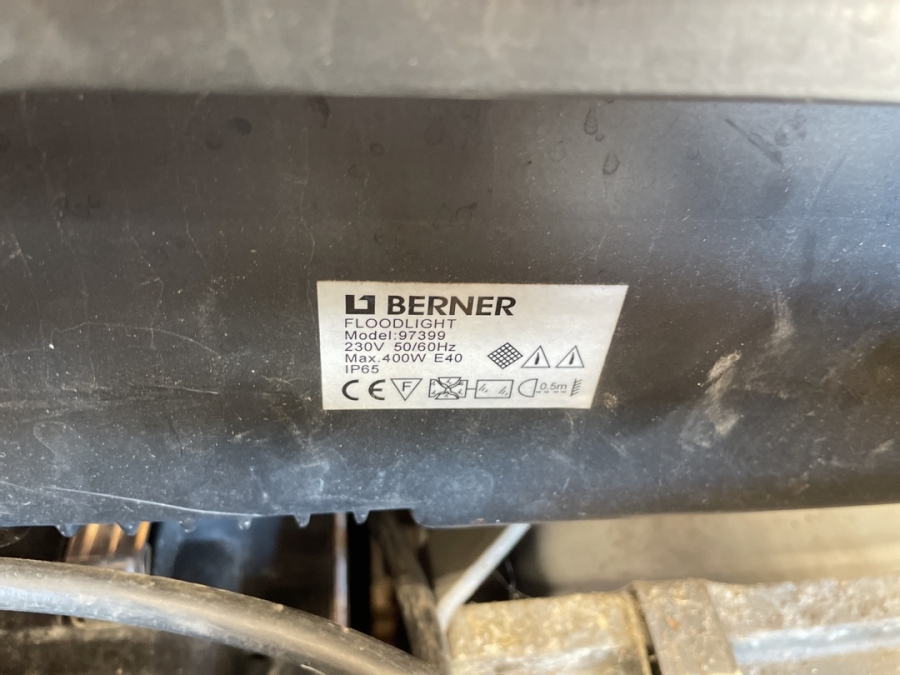 BERNER
FLOODLIGHT
Model:97399
230V 50/60Hz
Max.400W E40
IP65
CE F 0.5m